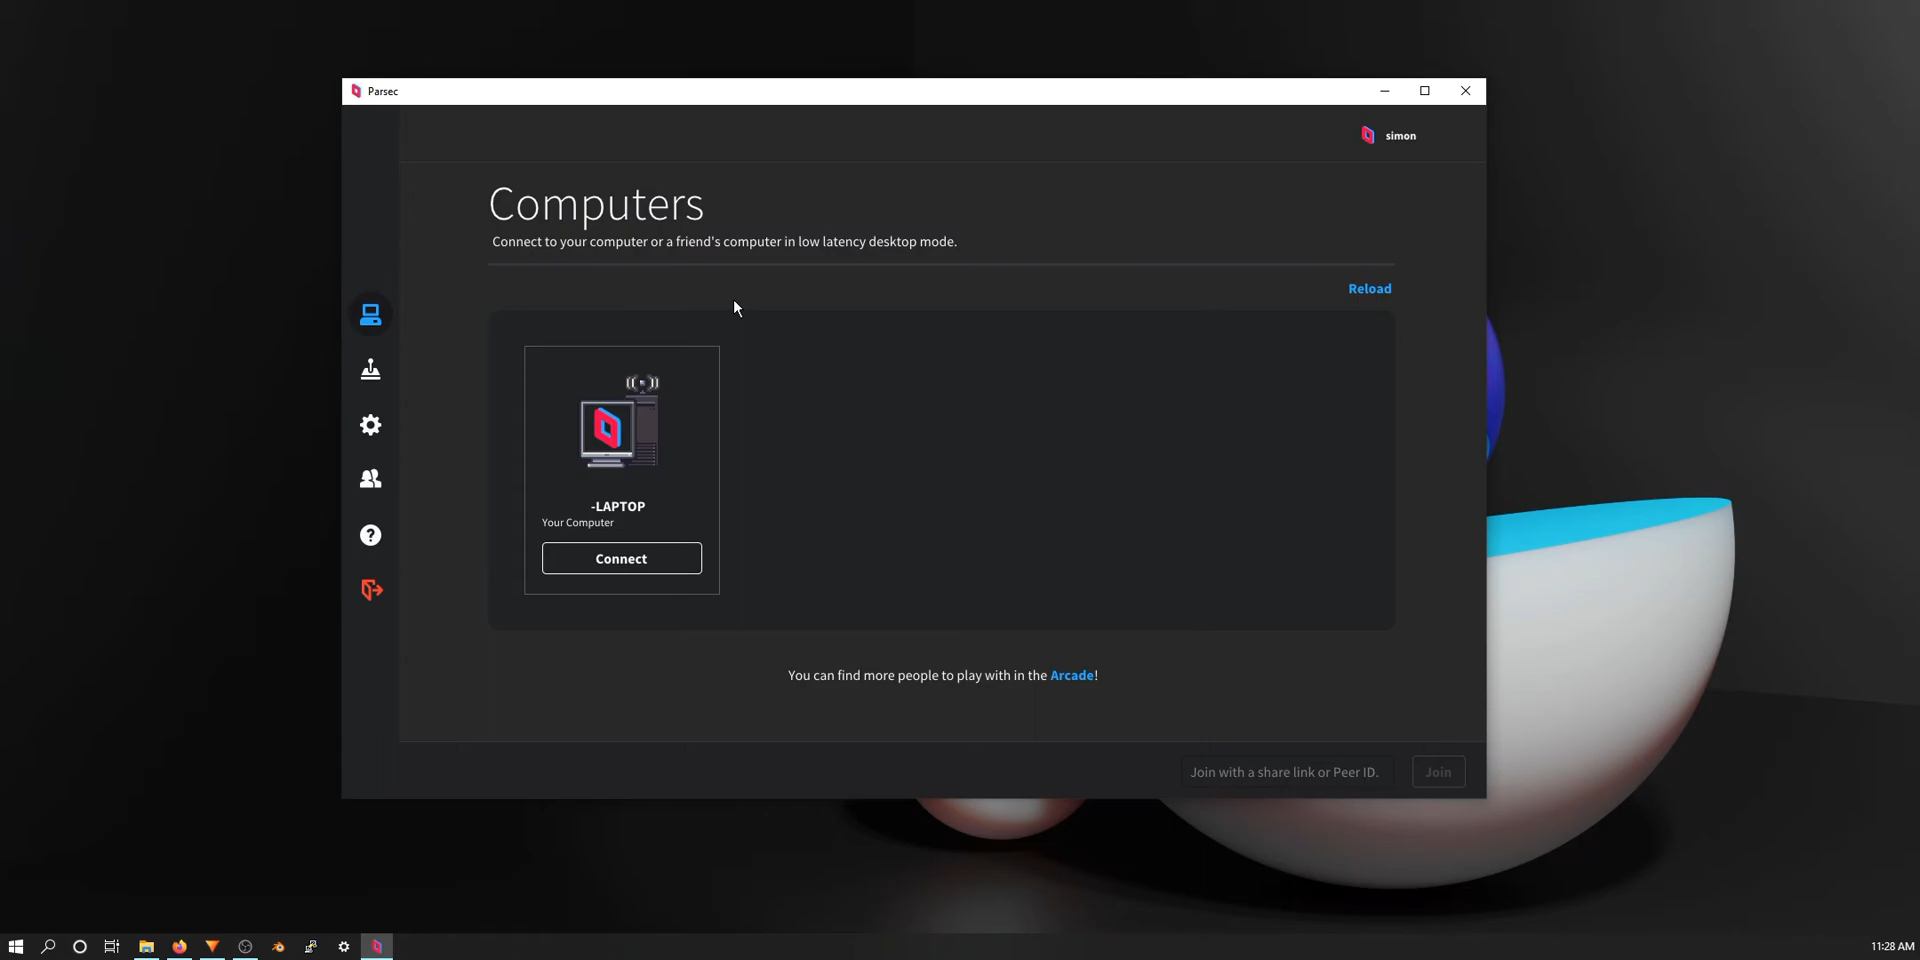 Parsec
simon
Computers
Connect to your computer or a friend's computer in low latency desktop mode.
Reload
-LAPTOP
Your Computer
Connect
You can find more people to play with in the Arcade!
Join with a share link or Peer ID.
Join
11:28 AM